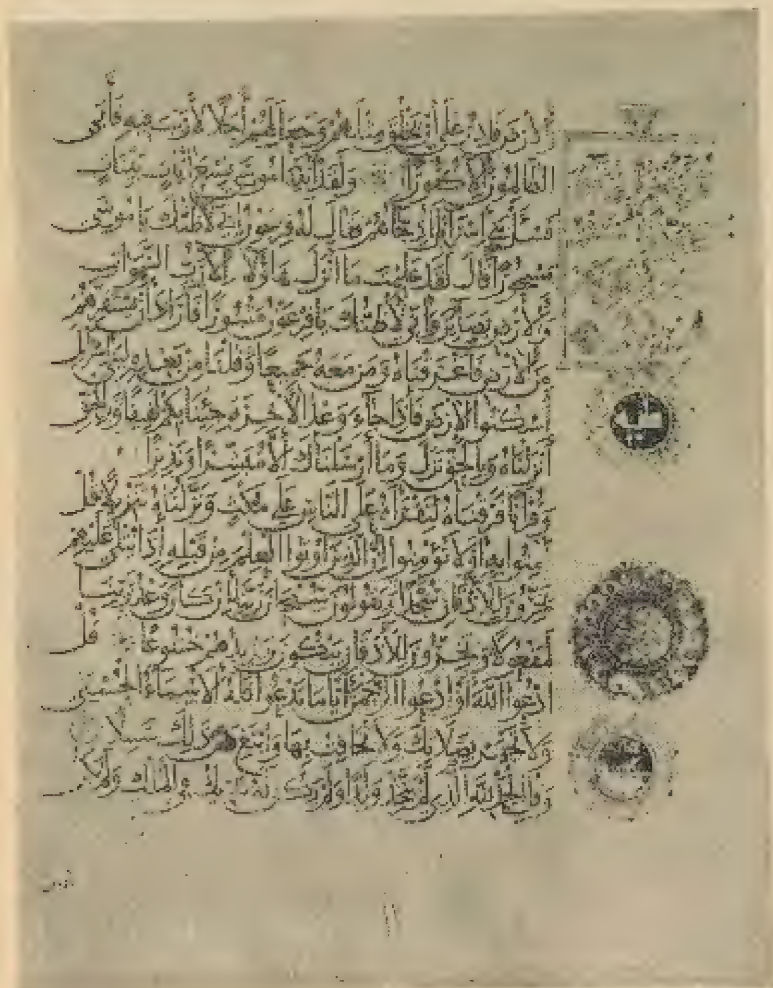 والأرض قادر على أن يخلق مثلهم وجعل لهم أجلا لا ريب فيه فأبى
الظالمون إلا كفورا ولقد آتينا موسى تسع آيات بينات
فسئل بني إسرائيل إذ جاءهم فقال له فرعون إني لأظنك يا موسى
مسحورا قال لقد علمت ما أنزل هاؤلاء إلا رب السموات
والأرض بصائر وإني لأظنك يا فرعون مثبورا فأراد أن يستفزهم
من الأرض فأغرقناه ومن معه جميعا وقلنا من بعده لبني إسرائيل
اسكنوا الأرض فإذا جاء وعد الآخرة جئنا بكم لفيفا وبالحق
أنزلناه وبالحق نزل وما أرسلناك إلا مبشرا ونذيرا
وقرآنا فرقناه لتقرأه على الناس على مكث ونزلناه تنزيلا قل
آمنوا به أو لا تؤمنوا إن الذين أوتوا العلم من قبله إذا يتلى عليهم
يخرون للأذقان سجدا ويقولون سبحان ربنا إن كان وعد ربنا
لمفعولا ويخرون للأذقان يبكون ويزيدهم خشوعا قل
ادعوا الله أو ادعوا الرحمن أيا ما تدعوا فله الأسماء الحسنى
ولا تجهر بصلاتك ولا تخافت بها وابتغ بين ذلك سبيلا
وقل الحمد لله الذي لم يتخذ ولدا ولم يكن له شريك في الملك ولم يكن